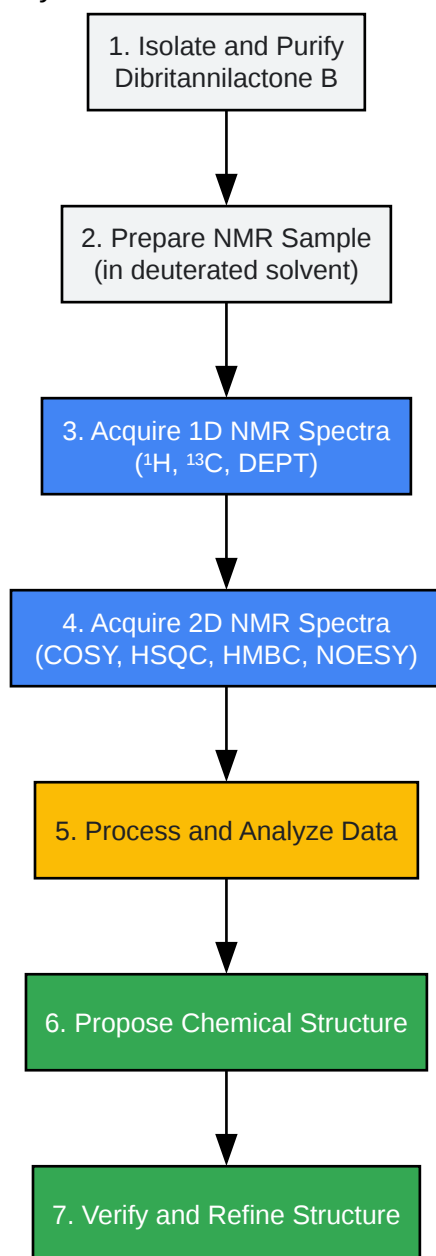 1. Isolate and Purify
Dibritannilactone B
2. Prepare NMR Sample
(in deuterated solvent)
3. Acquire 1D NMR Spectra
(¹H, ¹³C, DEPT)
4. Acquire 2D NMR Spectra
(COSY, HSQC, HMBC, NOESY)
5. Process and Analyze Data
6. Propose Chemical Structure
7. Verify and Refine Structure